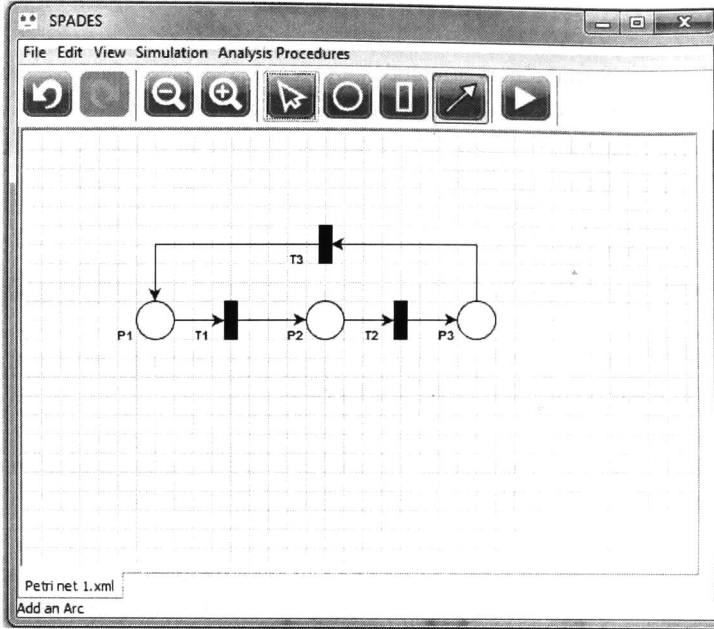 SPADES
File Edit View Simulation Analysis Procedures
T3
P1 T1 P2 T2 P3
Petri net 1.xml
Add an Arc